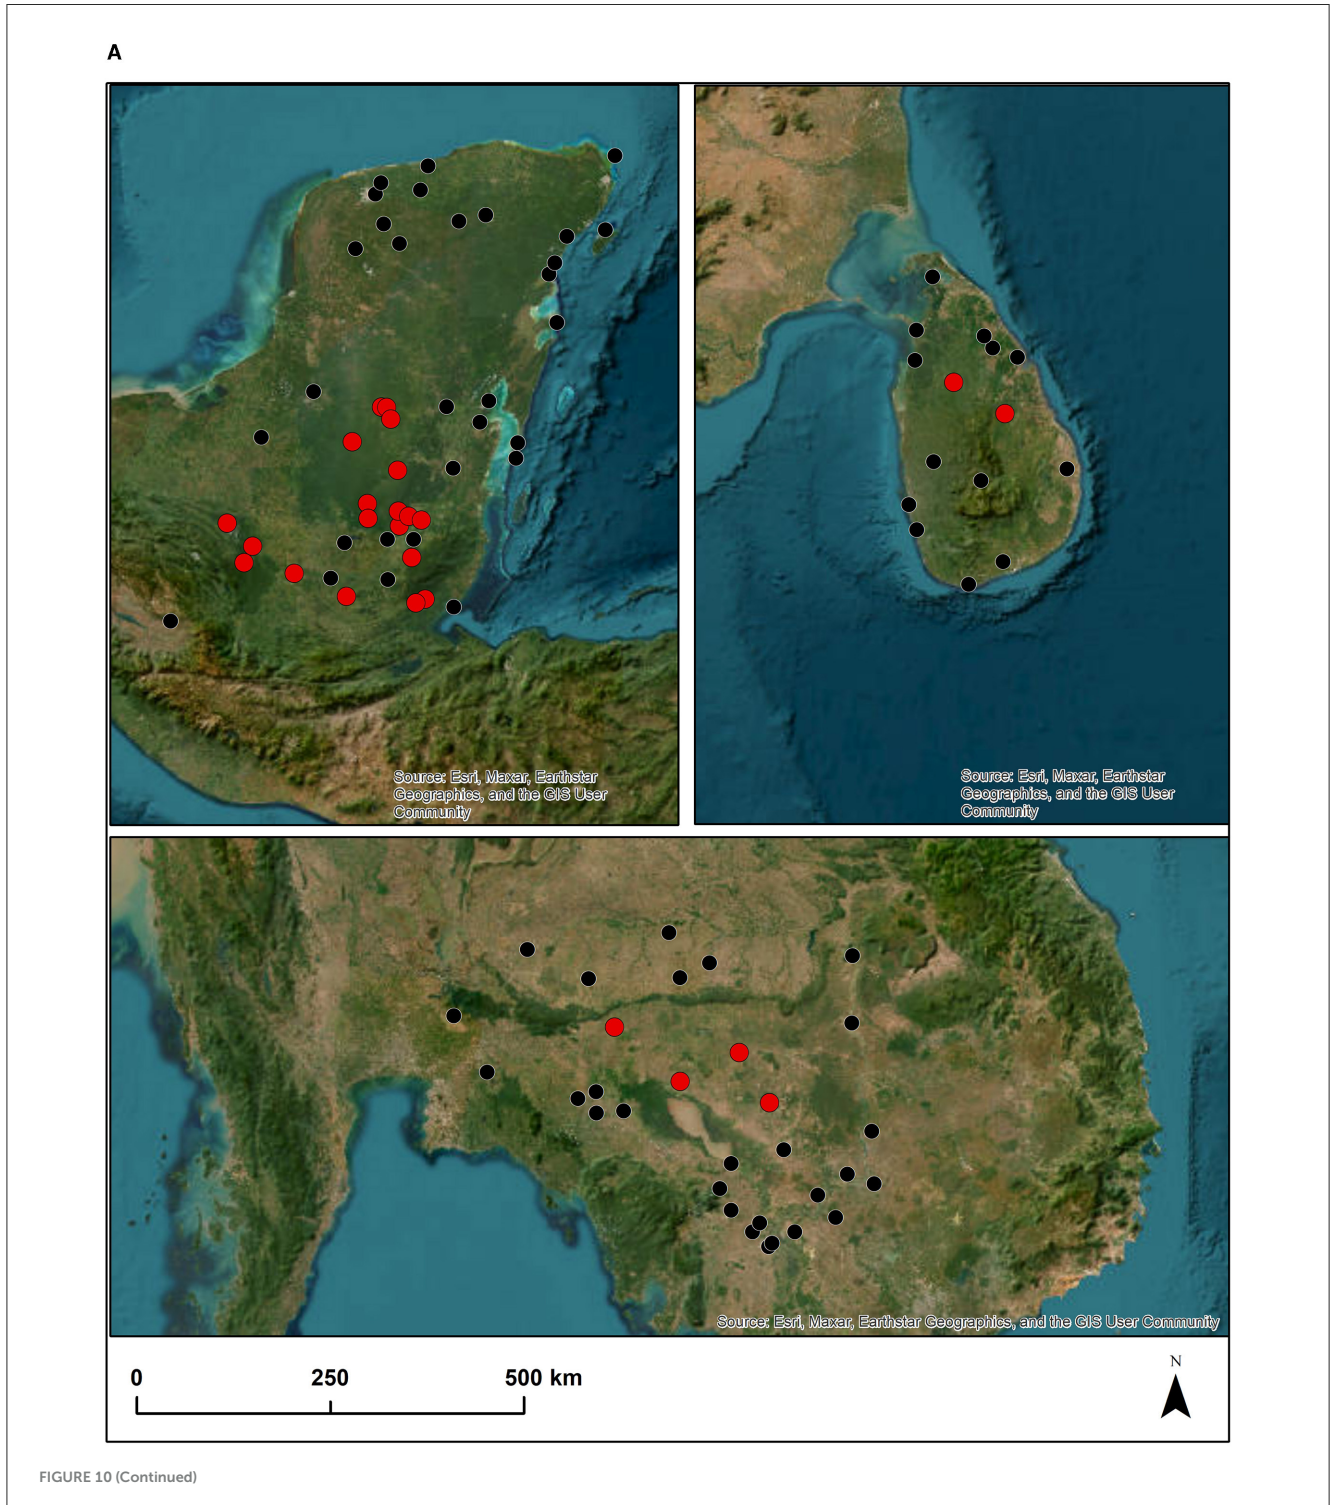 A
Source: Esri, Maxar, Earthstar
Geographics, and the GIS User
Community
Source: Esri, Maxar, Earthstar
Geographics, and the GIS User
Community
Source: Esri, Maxar, Earthstar Geographics, and the GIS User Community
0 250 500 km
N
FIGURE 10 (Continued)